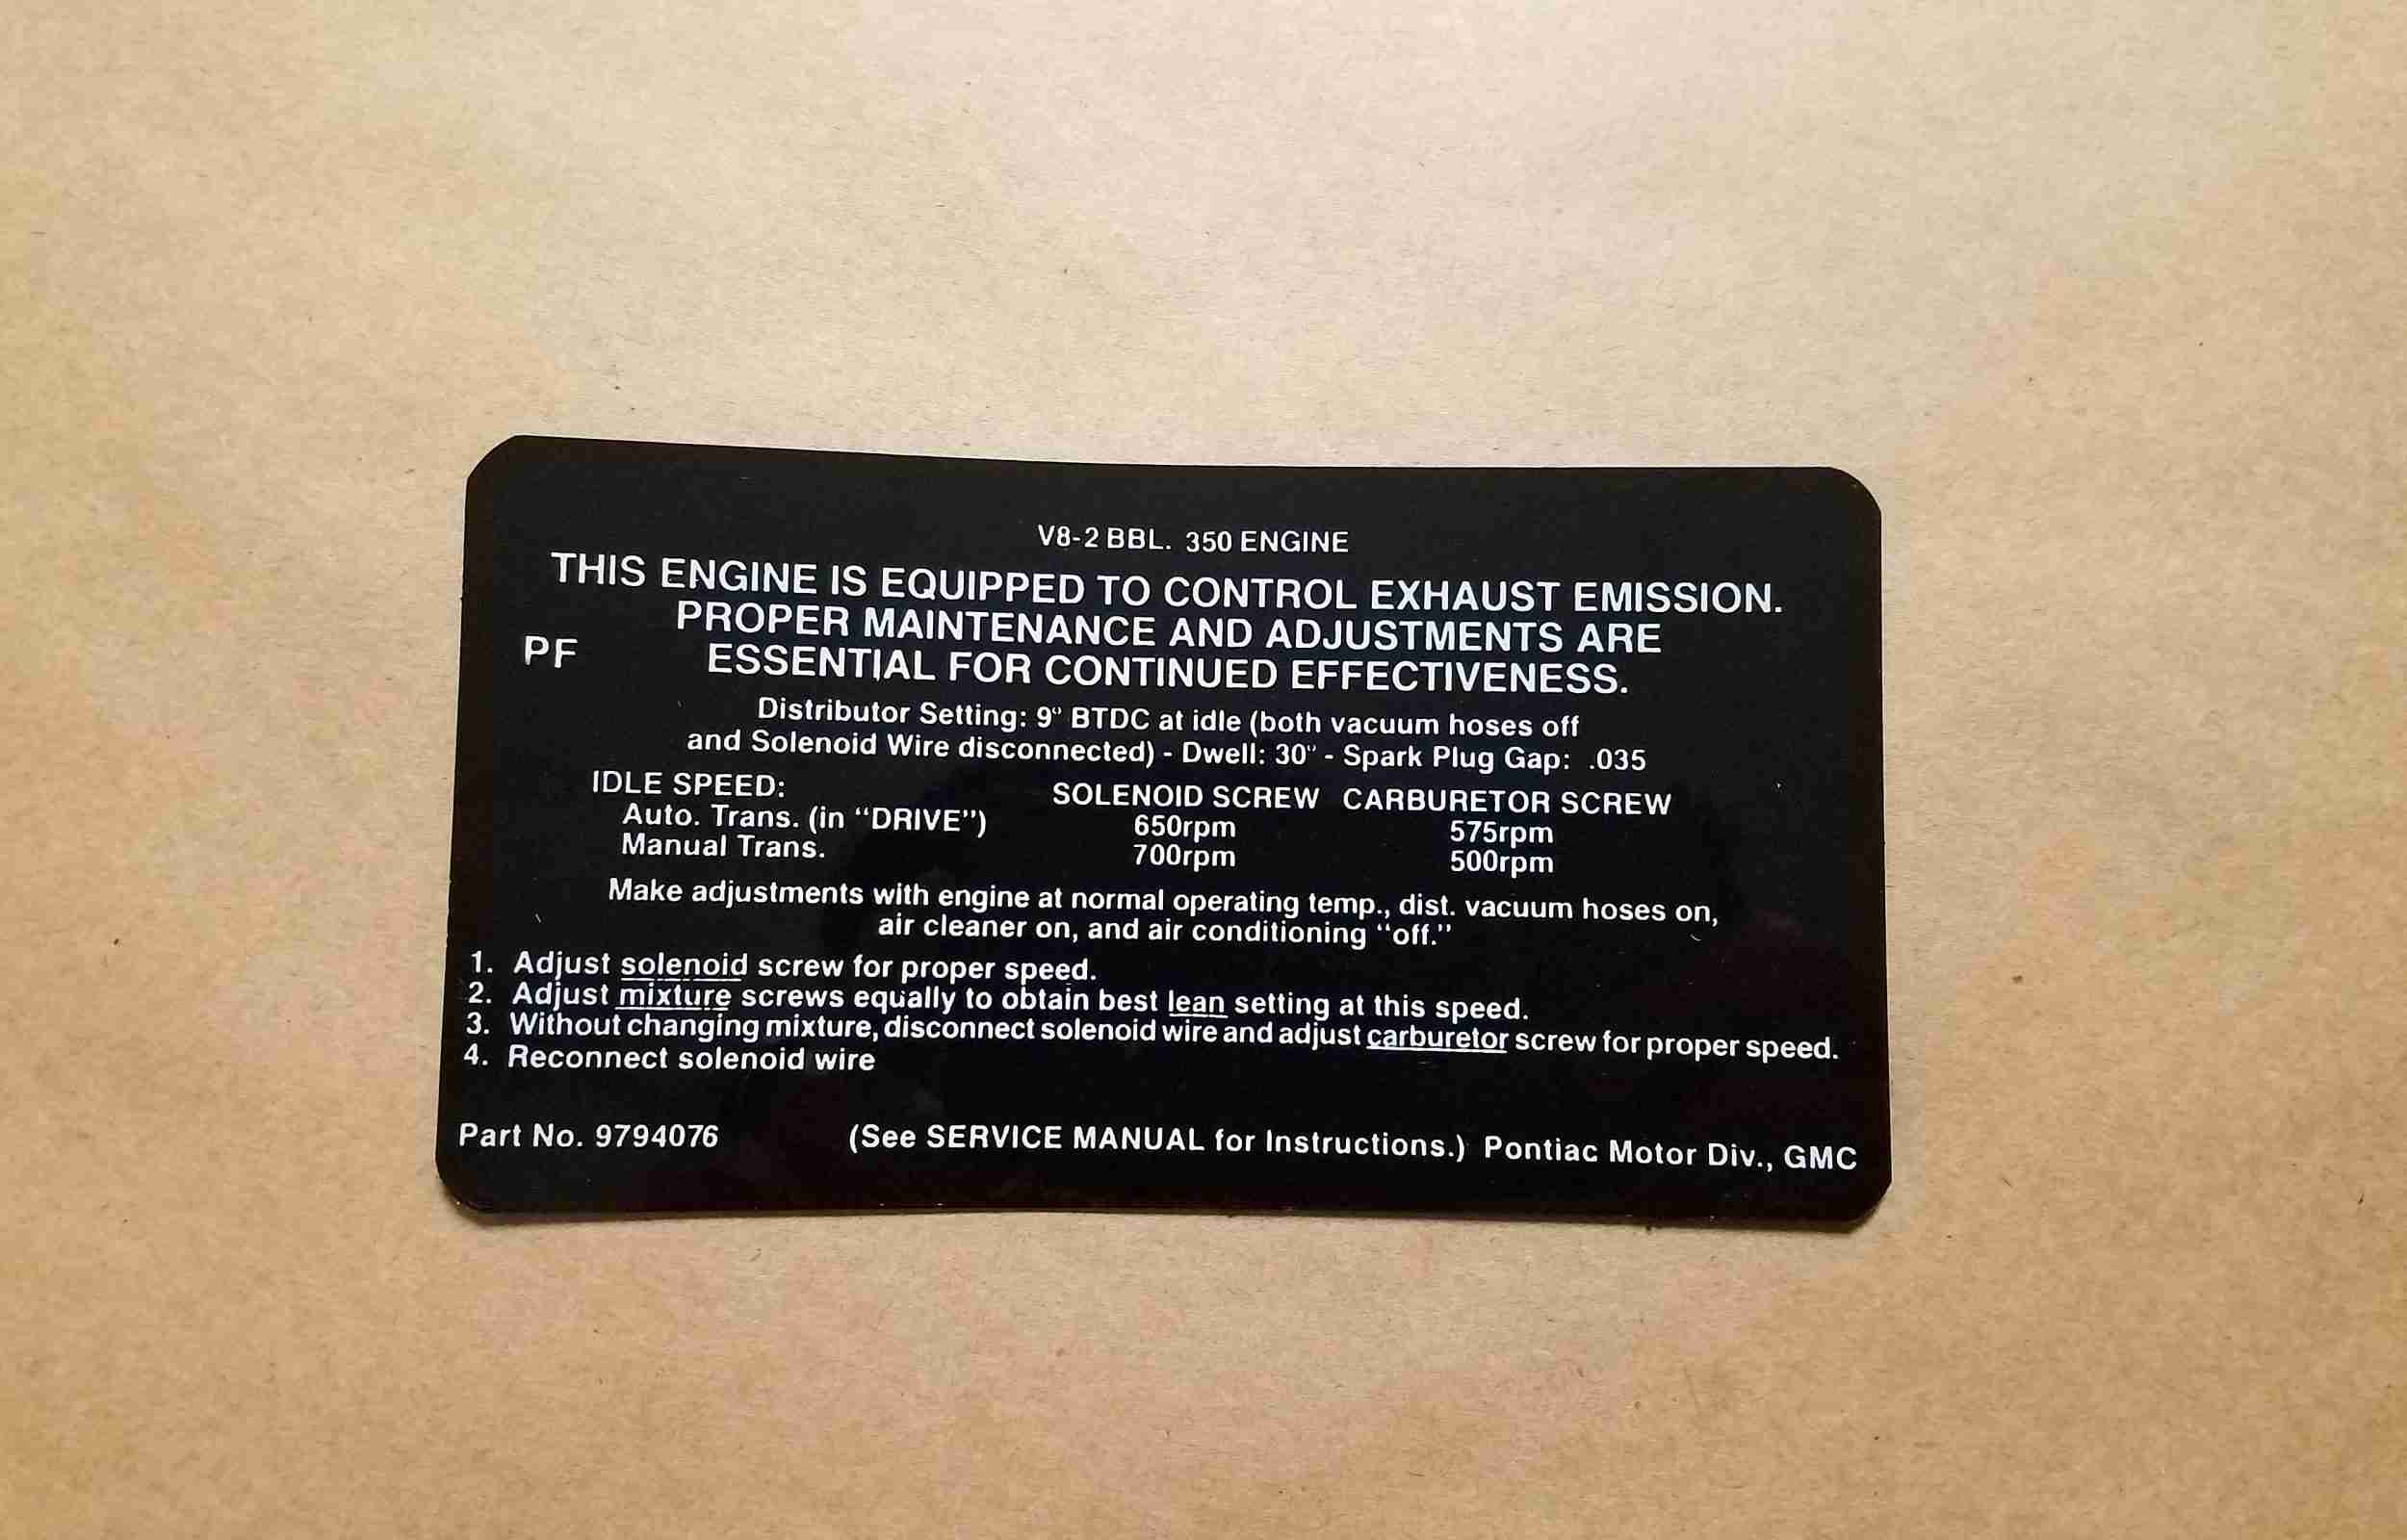 V8-2 BBL. 350 ENGINE
THIS ENGINE IS EQUIPPED TO CONTROL EXHAUST EMISSION.
PROPER MAINTENANCE AND ADJUSTMENTS ARE
PF
ESSENTIAL FOR CONTINUED EFFECTIVENESS.
Distributor Setting: 9° BTDC at idle (both vacuum hoses off
and Solenoid Wire disconnected) - Dwell: 30° - Spark Plug Gap: .035
IDLE SPEED: SOLENOID SCREW CARBURETOR SCREW
Auto. Trans. (in "DRIVE") 650rpm 575rpm
Manual Trans. 700rpm 500rpm
Make adjustments with engine at normal operating temp., dist. vacuum hoses on,
air cleaner on, and air conditioning "off."
1. Adjust solenoid screw for proper speed.
2. Adjust mixture screws equally to obtain best lean setting at this speed.
3. Without changing mixture, disconnect solenoid wire and adjust carburetor screw for proper speed.
4. Reconnect solenoid wire
Part No. 9794076 (See SERVICE MANUAL for Instructions.) Pontiac Motor Div., GMC